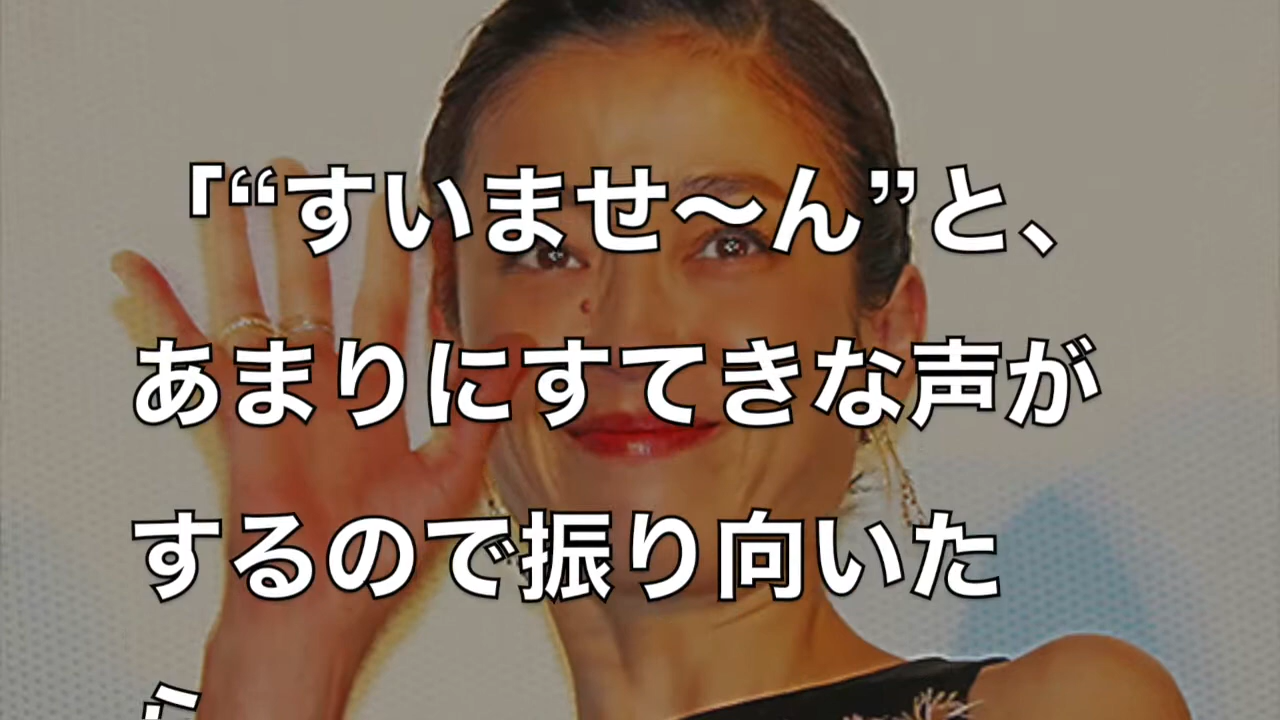 「“すいませ〜ん”と、
あまりにすてきな声が
するので振り向いた
ら